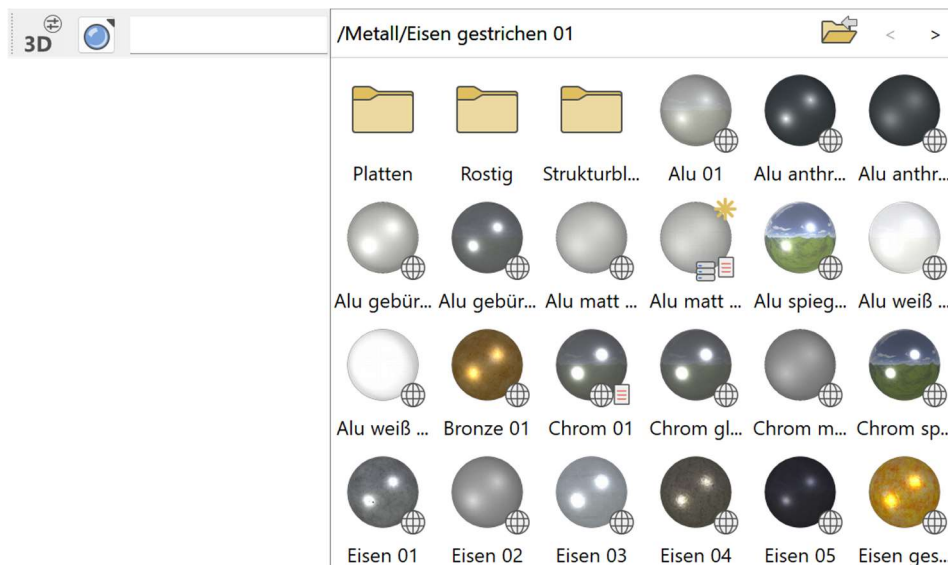 3D
/Metall/Eisen gestrichen 01
< >
Platten Rostig Strukturbl... Alu 01 Alu anthr... Alu anthr...
Alu gebür... Alu gebür... Alu matt ... Alu matt ... Alu spieg... Alu weiß ...
Alu weiß ... Bronze 01 Chrom 01 Chrom gl... Chrom m... Chrom sp...
Eisen 01 Eisen 02 Eisen 03 Eisen 04 Eisen 05 Eisen ges...